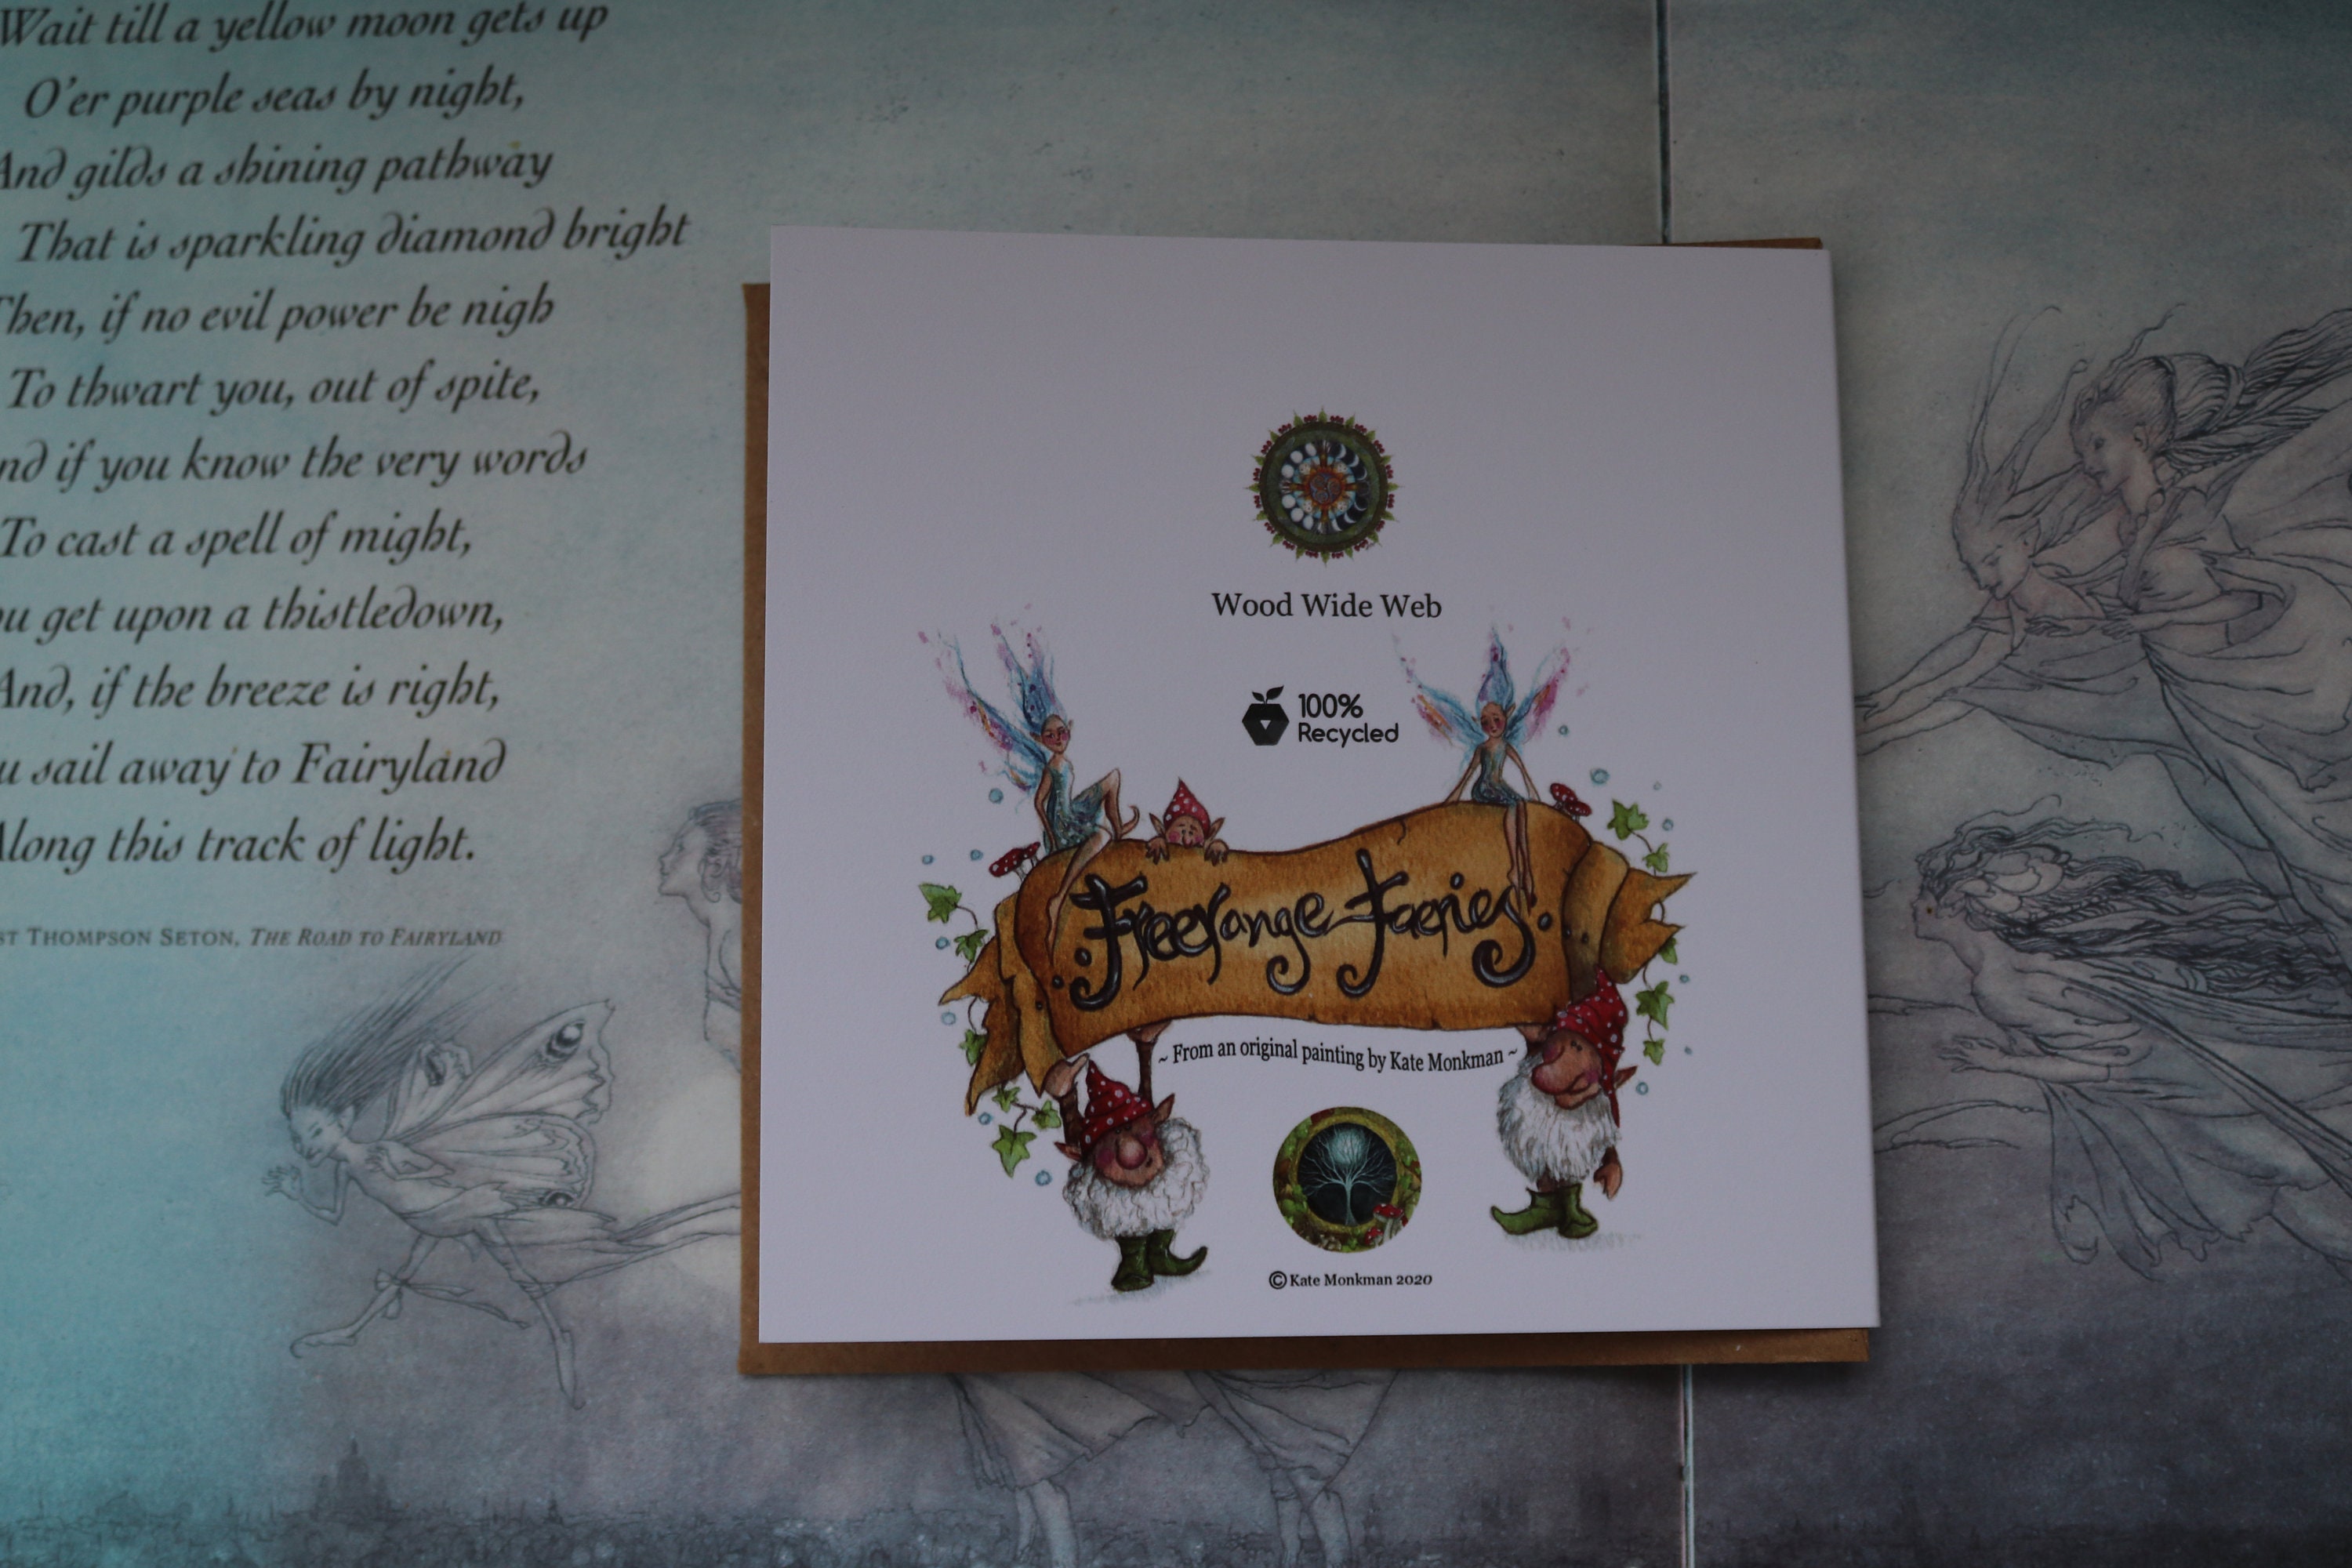 Wait till a yellow moon gets up
O'er purple seas by night,
And gilds a shining pathway
That is sparkling diamond bright
Then, if no evil power be nigh
To thwart you, out of spite,
nd if you know the very words
To cast a spell of might,
ou get upon a thistledown,
And, if the breeze is right,
u sail away to Fairyland
Along this track of light.
ST THOMPSON SETON, THE ROAD TO FAIRYLAND
Wood Wide Web
100%
Recycled
Freerange Faeries
~ From an original painting by Kate Monkman ~
© Kate Monkman 2020